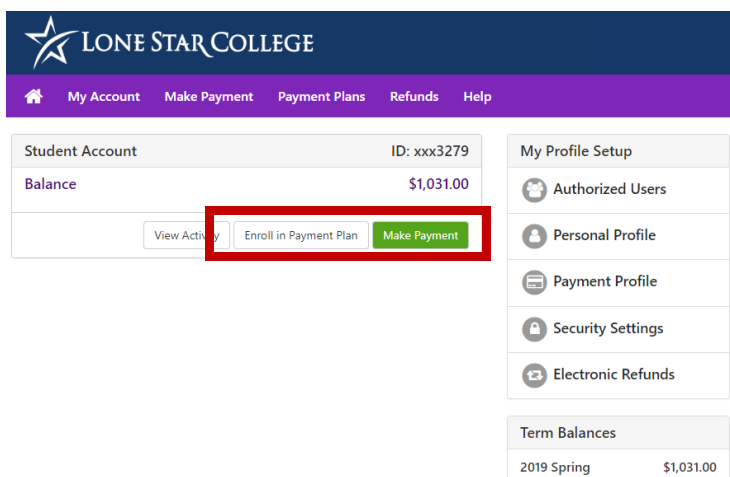 LONE STAR COLLEGE
My Account Make Payment Payment Plans Refunds Help
Student Account ID: xxx3279
Balance $1,031.00
View Activity Enroll in Payment Plan Make Payment
My Profile Setup
Authorized Users
Personal Profile
Payment Profile
Security Settings
Electronic Refunds
Term Balances
2019 Spring $1,031.00